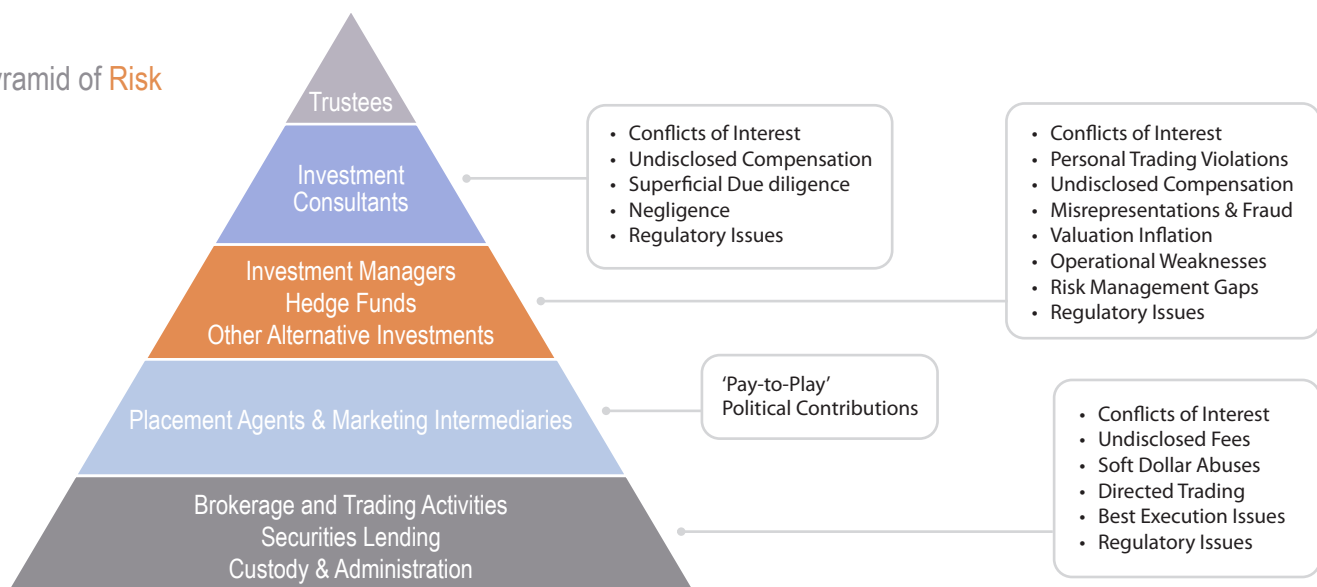 yramid of Risk
Trustees
Investment
Consultants
• Conflicts of Interest
• Undisclosed Compensation
• Superficial Due diligence
• Negligence
• Regulatory Issues
Investment Managers
Hedge Funds
Other Alternative Investments
• Conflicts of Interest
• Personal Trading Violations
• Undisclosed Compensation
• Misrepresentations & Fraud
• Valuation Inflation
• Operational Weaknesses
• Risk Management Gaps
• Regulatory Issues
Placement Agents & Marketing Intermediaries
‘Pay-to-Play’
Political Contributions
Brokerage and Trading Activities
Securities Lending
Custody & Administration
• Conflicts of Interest
• Undisclosed Fees
• Soft Dollar Abuses
• Directed Trading
• Best Execution Issues
• Regulatory Issues